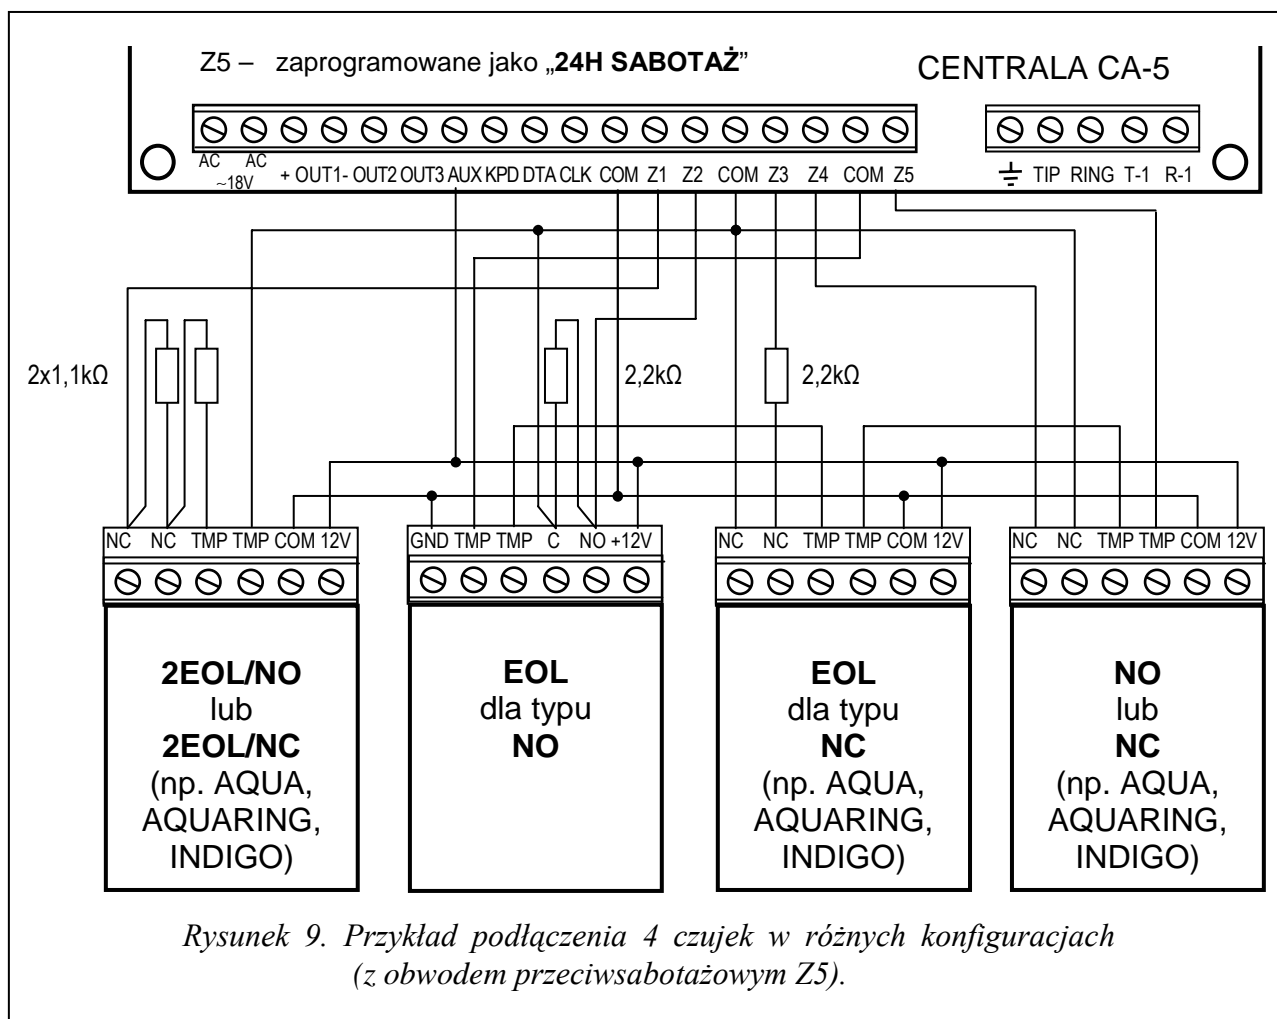 Z5 – zaprogramowane jako „24H SABOTAŻ”
CENTRALA CA-5
AC AC
~18V
+ OUT1- OUT2 OUT3 AUX KPD DTA CLK COM Z1 Z2 COM Z3 Z4 COM Z5
TIP RING T-1 R-1
2x1,1kΩ
2,2kΩ
2,2kΩ
NC NC TMP TMP COM 12V
GND TMP TMP C NO +12V
NC NC TMP TMP COM 12V
NC NC TMP TMP COM 12V
2EOL/NO
lub
2EOL/NC
(np. AQUA,
AQUARING,
INDIGO)
EOL
dla typu
NO
EOL
dla typu
NC
(np. AQUA,
AQUARING,
INDIGO)
NO
lub
NC
(np. AQUA,
AQUARING,
INDIGO)
Rysunek 9. Przykład podłączenia 4 czujek w różnych konfiguracjach
(z obwodem przeciwsabotażowym Z5).